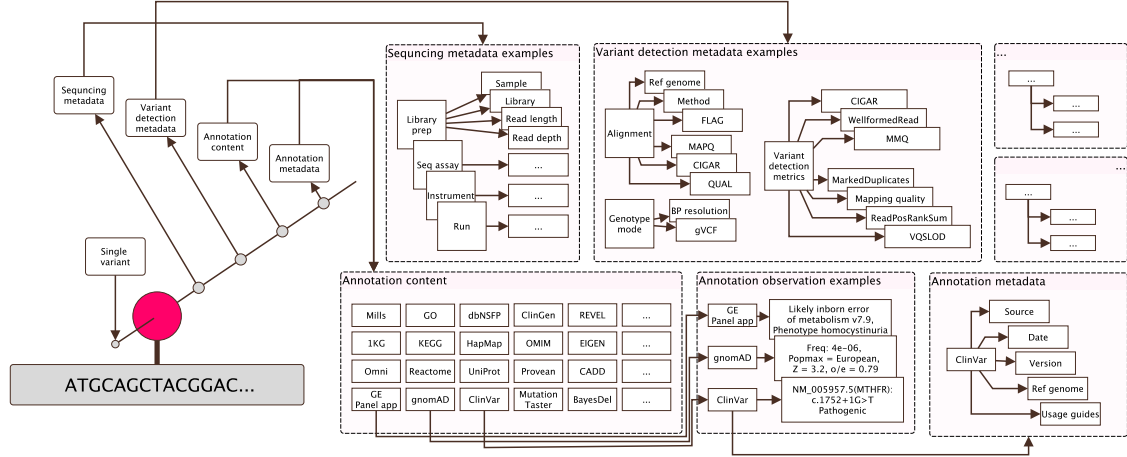 Sequncing
metadata
Variant
detection
metadata
Annotation
content
Annotation
metadata
Single
variant
ATGCAGCTACGGAC...
Sequncing metadata examples
Library
prep
Sample
Library
Read length
Read depth
Seq assay
...
Instrument
...
Run
...
Variant detection metadata examples
Alignment
Ref genome
Method
FLAG
MAPQ
CIGAR
QUAL
Genotype
mode
BP resolution
gVCF
Variant
detection
metrics
CIGAR
WellformedRead
MMQ
MarkedDuplicates
Mapping quality
ReadPosRankSum
VQSLOD
...
...
...
...
...
...
...
...
Annotation content
Mills GO dbNSFP ClinGen REVEL ...
1KG KEGG HapMap OMIM EIGEN ...
Omni Reactome UniProt Provean CADD ...
GE
Panel app gnomAD ClinVar Mutation
Taster BayesDel ...
Annotation observation examples
GE
Panel app
Likely inborn error
of metabolism v7.9,
Phenotype homocystinuria
gnomAD
Freq: 4e-06,
Popmax = European,
Z = 3.2, o/e = 0.79
ClinVar
NM_005957.5(MTHFR):
c.1752+1G>T
Pathogenic
Annotation metadata
ClinVar
Source
Date
Version
Ref genome
Usage guides